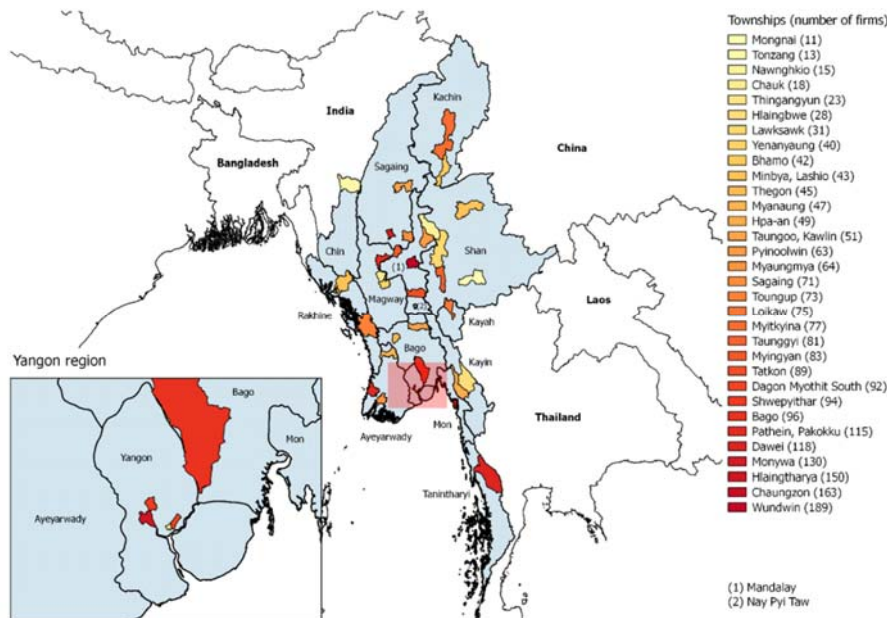 Townships (number of firms)
Mongnai (11)
Tonzang (13)
Nawnghkio (15)
Chauk (18)
Thingangyun (23)
Hlaingbwe (28)
Lawksawk (31)
Yenanyaung (40)
Bhamo (42)
Minbya, Lashio (43)
Thegon (45)
Myanaung (47)
Hpa-an (49)
Taungoo, Kawlin (51)
Pyinoolwin (63)
Myaungmya (64)
Sagaing (71)
Toungup (73)
Loikaw (75)
Myitkyina (77)
Taunggyi (81)
Myingyan (83)
Tatkon (89)
Dagon Myothit South (92)
Shwepyithar (94)
Bago (96)
Pathein, Pakokku (115)
Dawei (118)
Monywa (130)
Hlaingtharya (150)
Chaungzon (163)
Wundwin (189)
(1) Mandalay
(2) Nay Pyi Taw
Kachin
India
China
Bangladesh
Sagaing
Chin
Shan
(1)
Magway
(2)
Laos
Rakhine
Kayah
Bago
Kayin
Thailand
Ayeyarwady
Mon
Tanintharyi
Yangon region
Bago
Mon
Yangon
Ayeyarwady